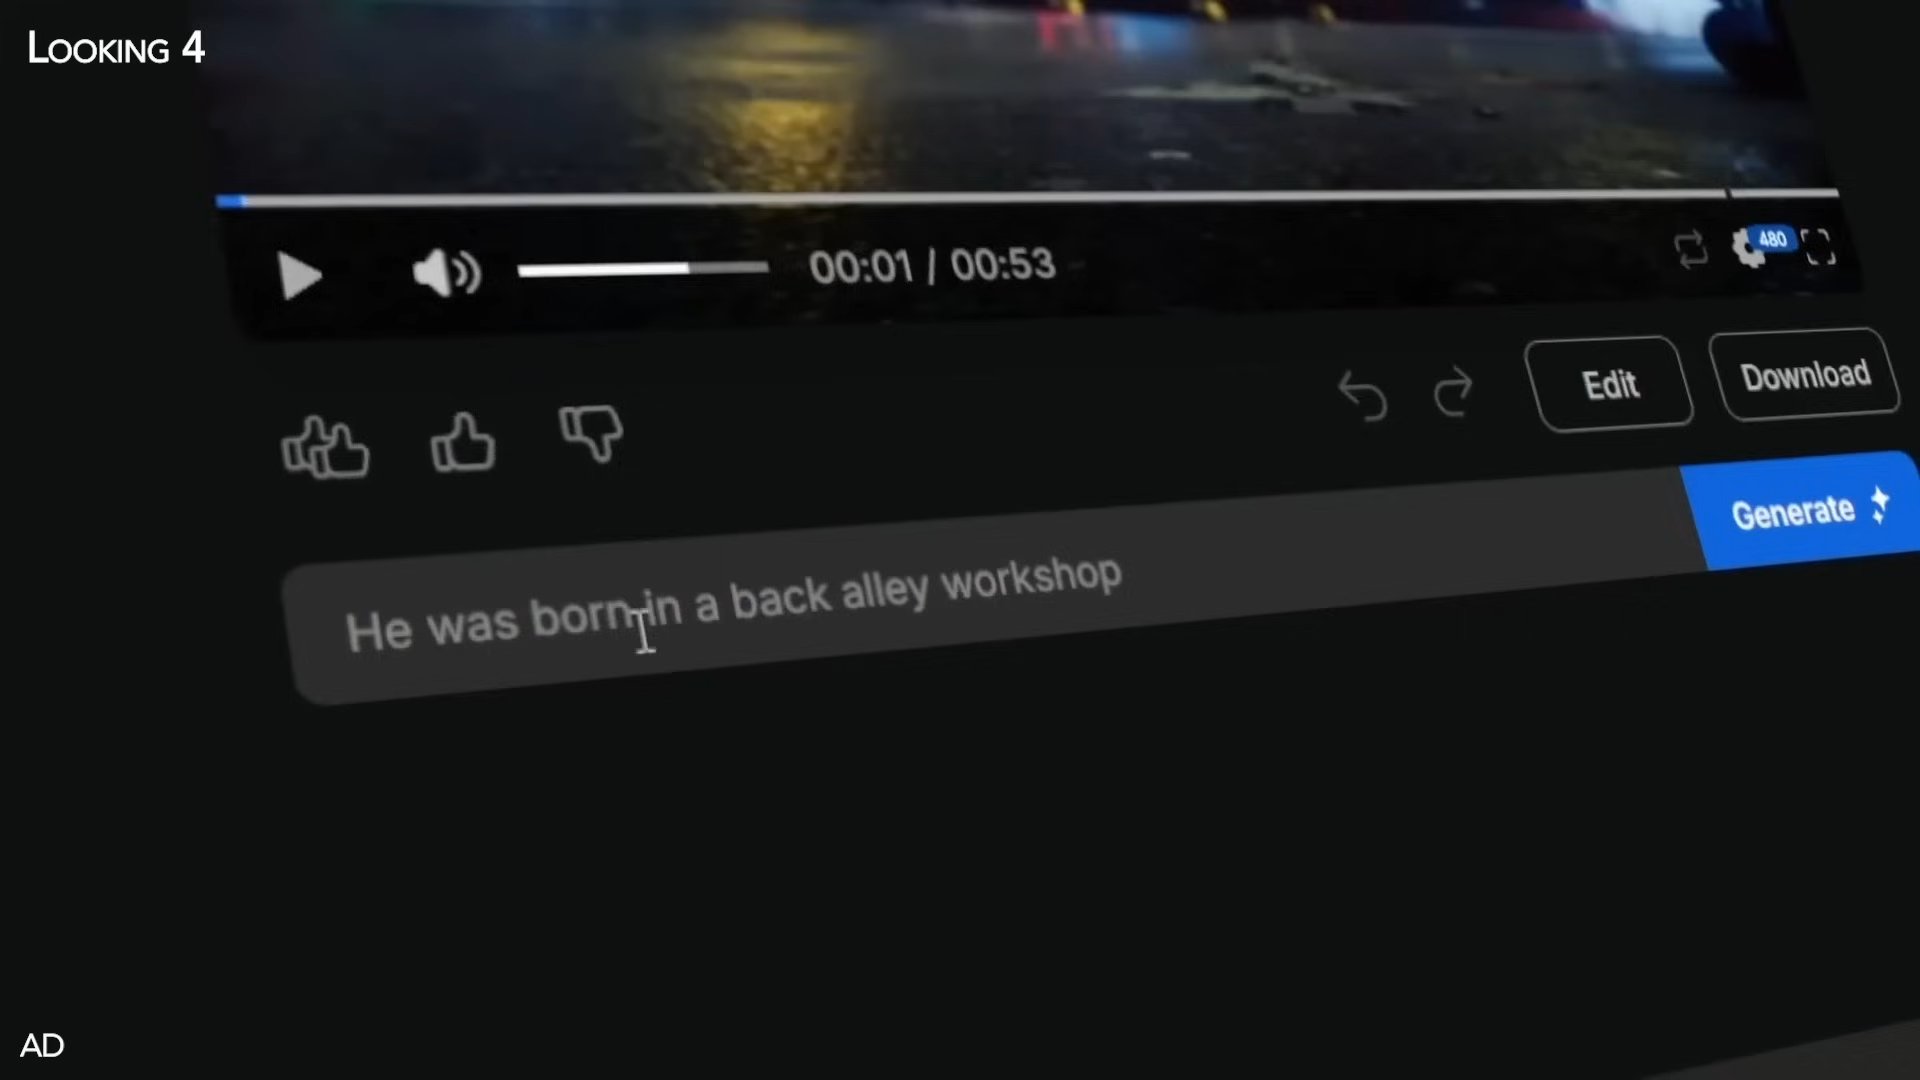 LOOKING 4
00:01 / 00:53
480
Edit
Download
Generate
He was born in a back alley workshop
AD